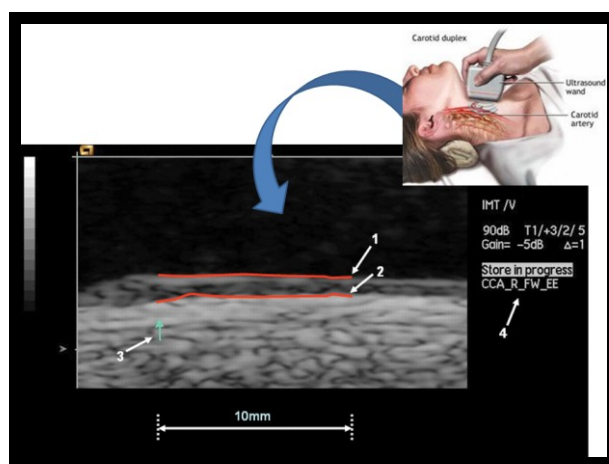 Carotid duplex
Ultrasound
wand
Carotid
artery
IMT /V
90dB T1/+3/2/ 5
Gain= -5dB Δ=1
Store in progress
CCA_R_FW_EE
1
2
3
4
10mm